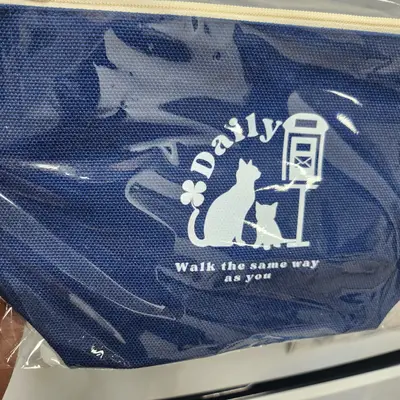 Daily
Walk the same way
as you